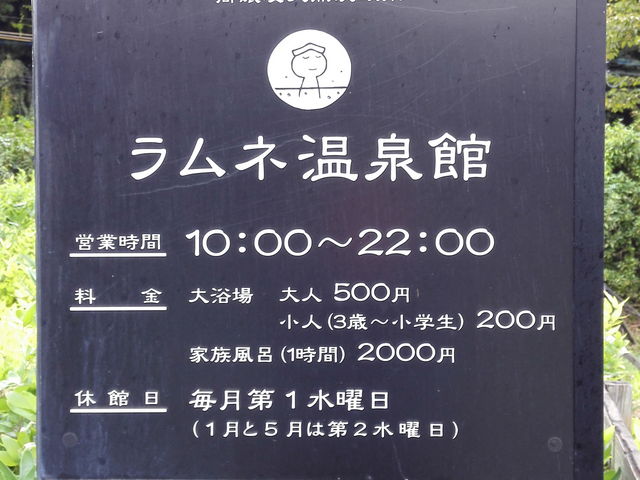 ラムネ温泉館
営業時間 10:00～22:00
料 金 大浴場 大人 500円
小人(3歳～小学生) 200円
家族風呂(1時間) 2000円
休館日 毎月第1水曜日
(1月と5月は第2水曜日)